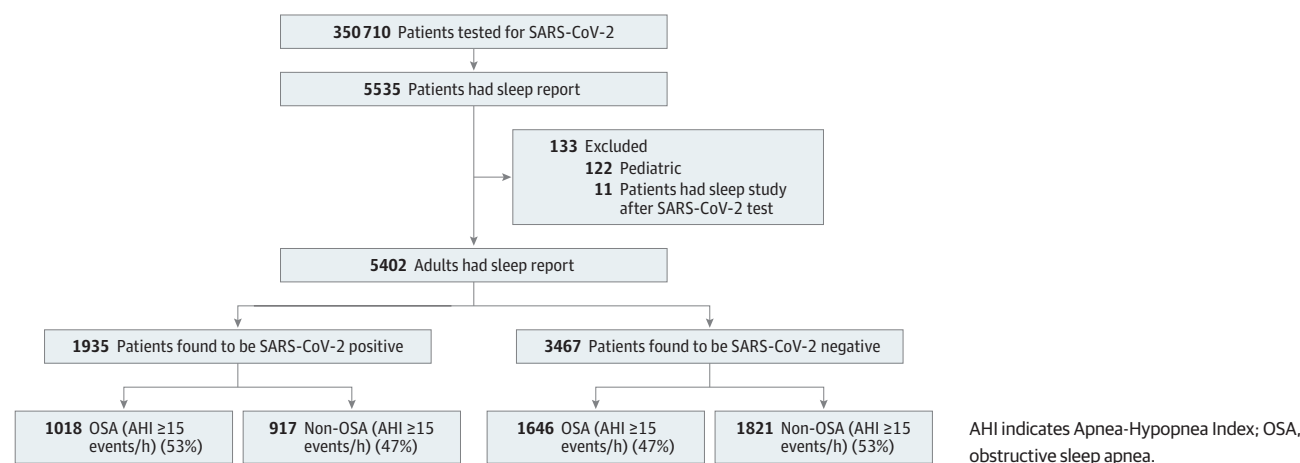 350 710 Patients tested for SARS-CoV-2
5535 Patients had sleep report
133 Excluded
122 Pediatric
11 Patients had sleep study
after SARS-CoV-2 test
5402 Adults had sleep report
1935 Patients found to be SARS-CoV-2 positive
3467 Patients found to be SARS-CoV-2 negative
1018 OSA (AHI ≥15
events/h) (53%)
917 Non-OSA (AHI ≥15
events/h) (47%)
1646 OSA (AHI ≥15
events/h) (47%)
1821 Non-OSA (AHI ≥15
events/h) (53%)
AHI indicates Apnea-Hypopnea Index; OSA,
obstructive sleep apnea.